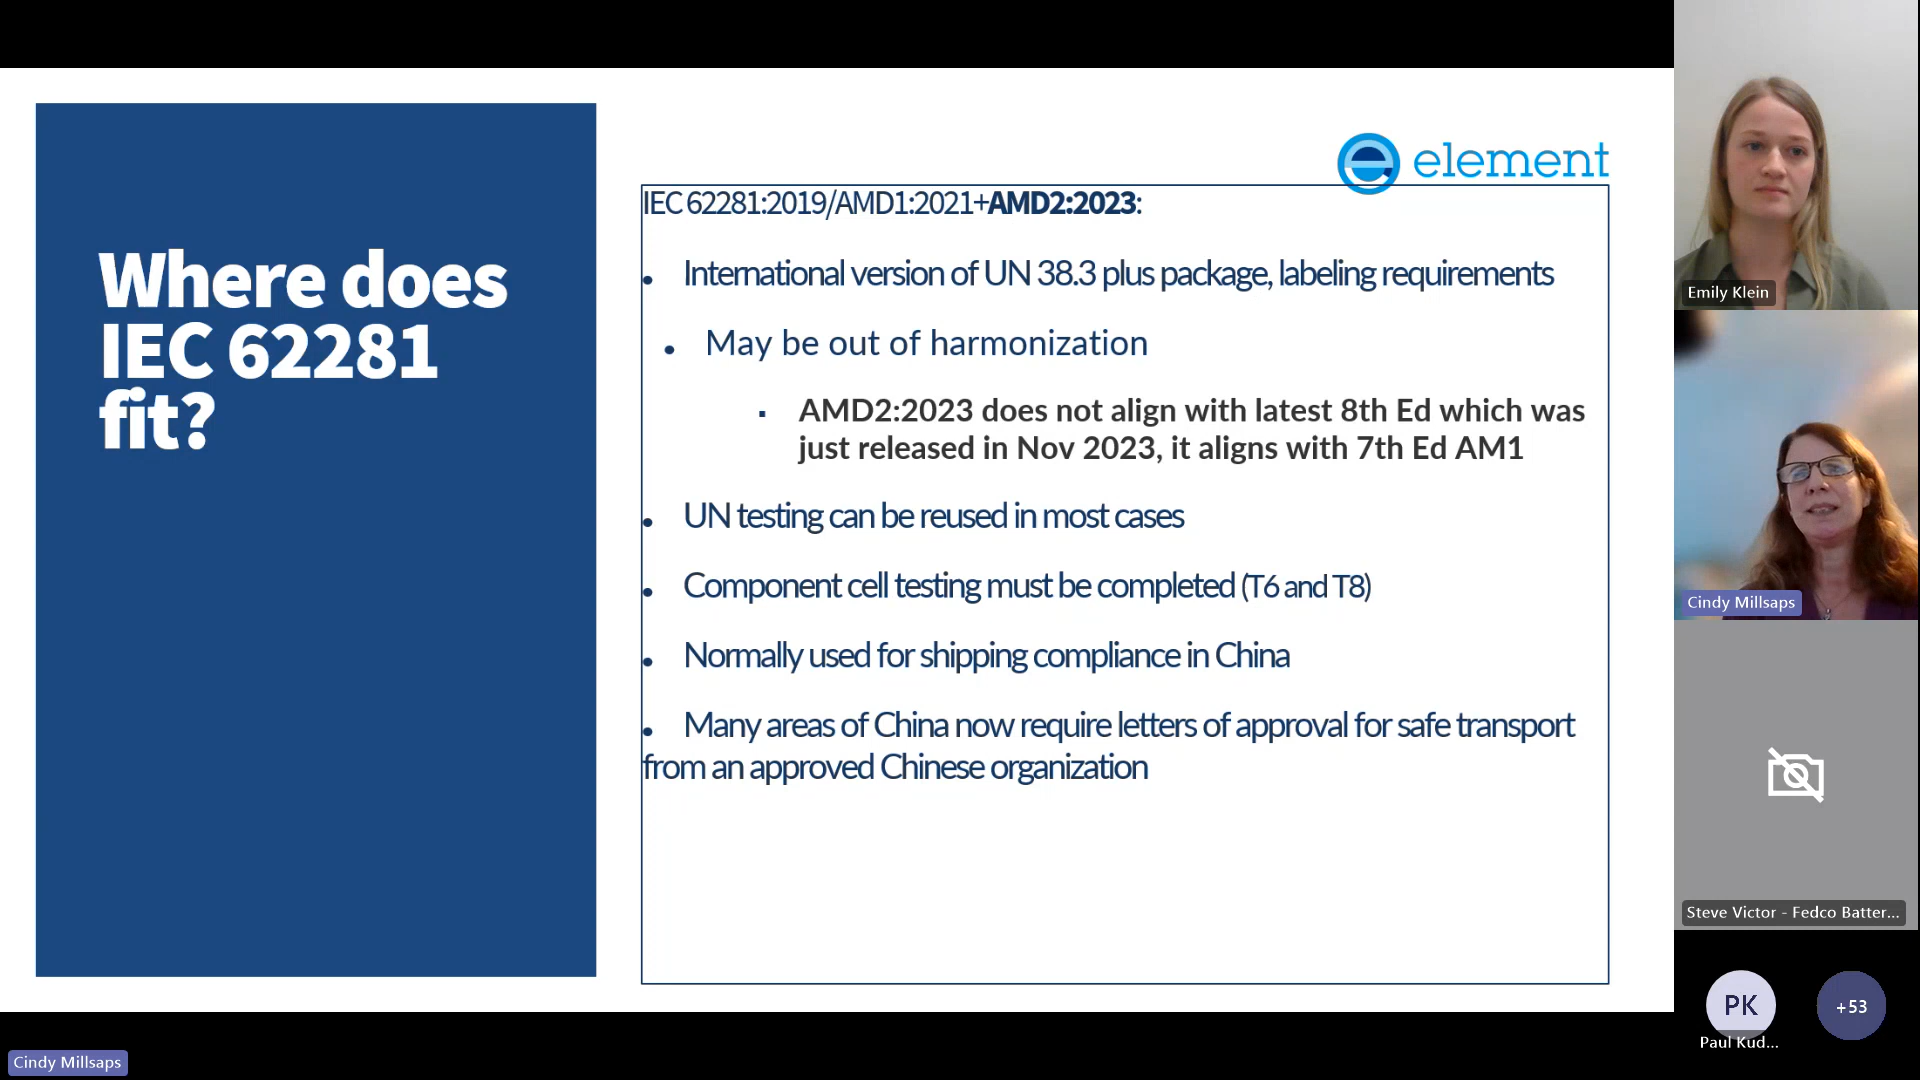 Where does
IEC 62281
fit?
element
IEC 62281:2019/AMD1:2021+AMD2:2023:
• International version of UN 38.3 plus package, labeling requirements
• May be out of harmonization
▪ AMD2:2023 does not align with latest 8th Ed which was
just released in Nov 2023, it aligns with 7th Ed AM1
• UN testing can be reused in most cases
• Component cell testing must be completed (T6 and T8)
• Normally used for shipping compliance in China
• Many areas of China now require letters of approval for safe transport
from an approved Chinese organization
Emily Klein
Cindy Millsaps
Steve Victor - Fedco Batter...
PK
+53
Paul Kud...
Cindy Millsaps